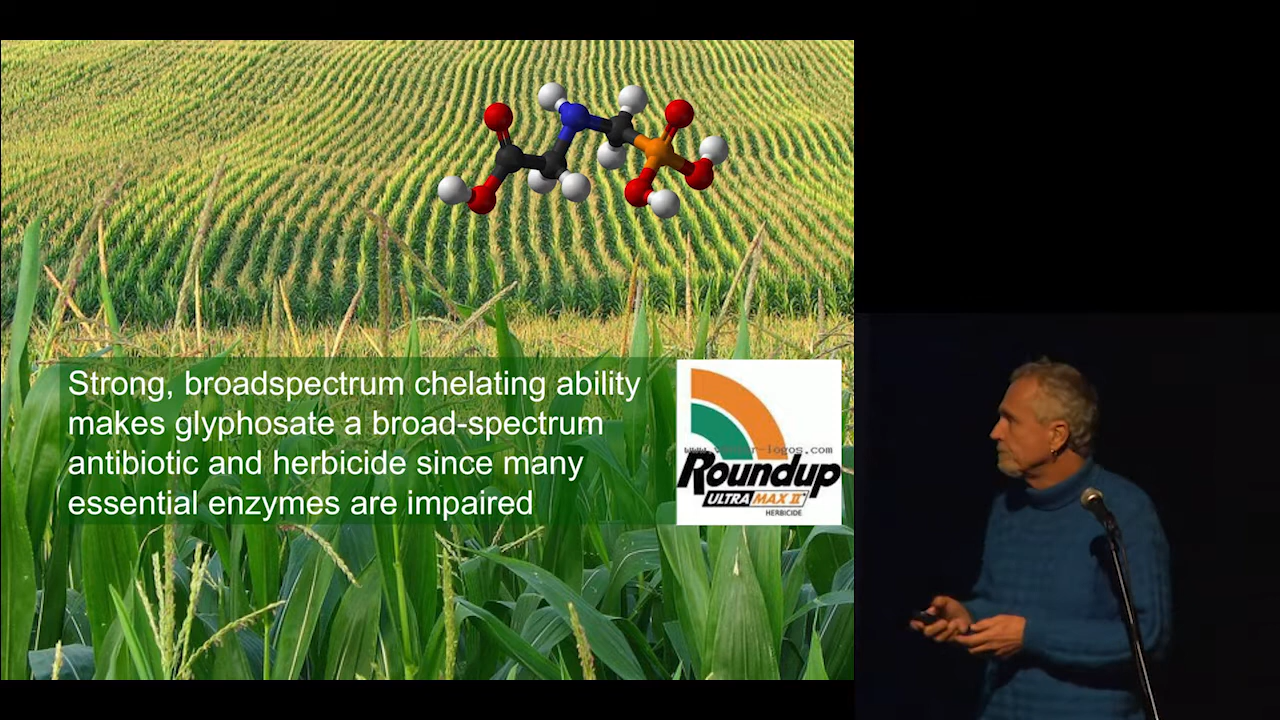 Strong, broadspectrum chelating ability
makes glyphosate a broad-spectrum
antibiotic and herbicide since many
essential enzymes are impaired
Roundup
ULTRA MAX II
HERBICIDE